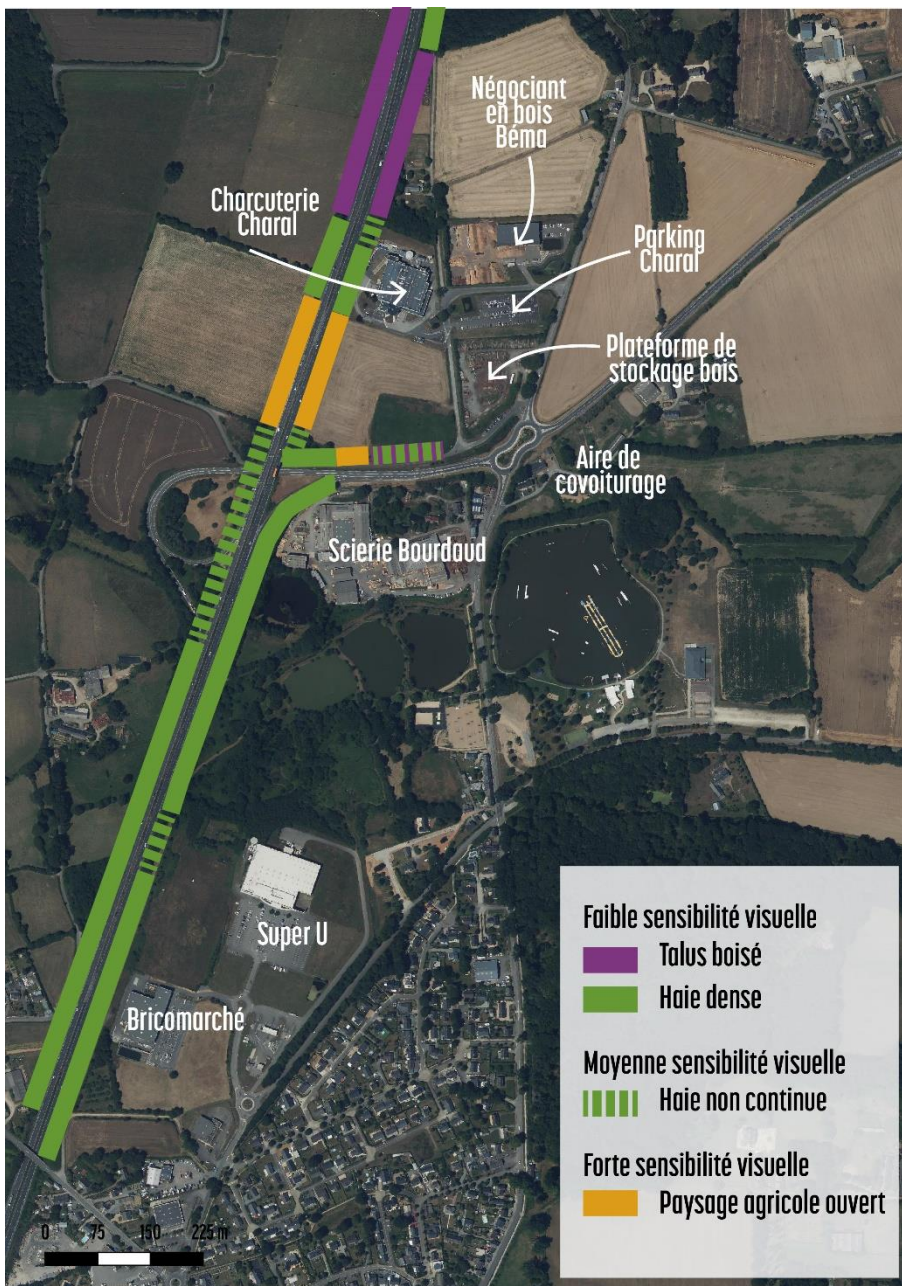 Négociant
en bois
Béma
Charcuterie
Charal
Parking
Charal
Plateforme de
stockage bois
Aire de
covoiturage
Scierie Bourdaud
Super U
Bricomarché
Faible sensibilité visuelle
Talus boisé
Haie dense
Moyenne sensibilité visuelle
Haie non continue
Forte sensibilité visuelle
Paysage agricole ouvert
0 75 150 225 m